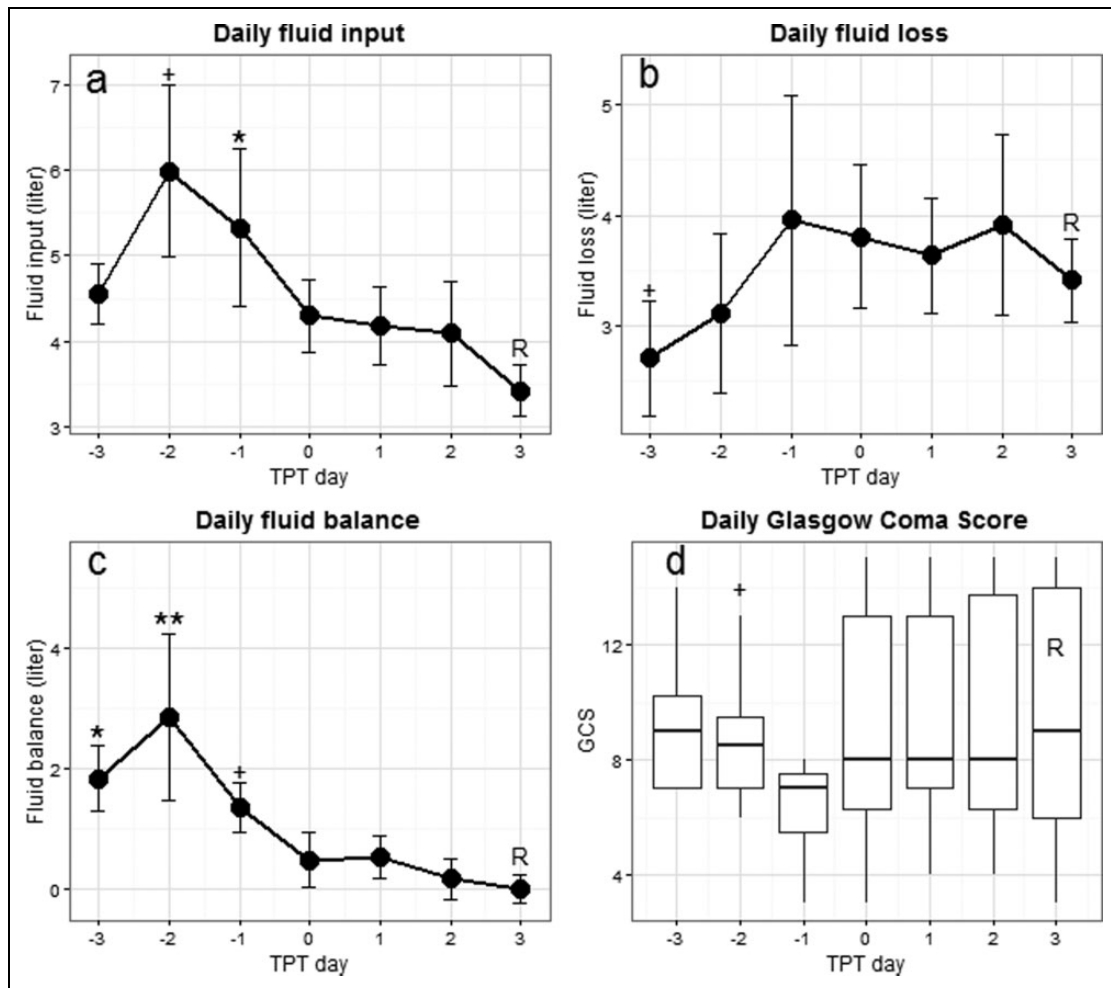 Daily fluid input
a
Fluid input (liter)
7
6
5
4
3
+
*
R
-3 -2 -1 0 1 2 3
TPT day
Daily fluid loss
b
Fluid loss (liter)
5
4
3
+
R
-3 -2 -1 0 1 2 3
TPT day
Daily fluid balance
c
Fluid balance (liter)
4
2
0
*
**
+
R
-3 -2 -1 0 1 2 3
TPT day
Daily Glasgow Coma Score
d
GCS
12
8
4
+
R
-3 -2 -1 0 1 2 3
TPT day